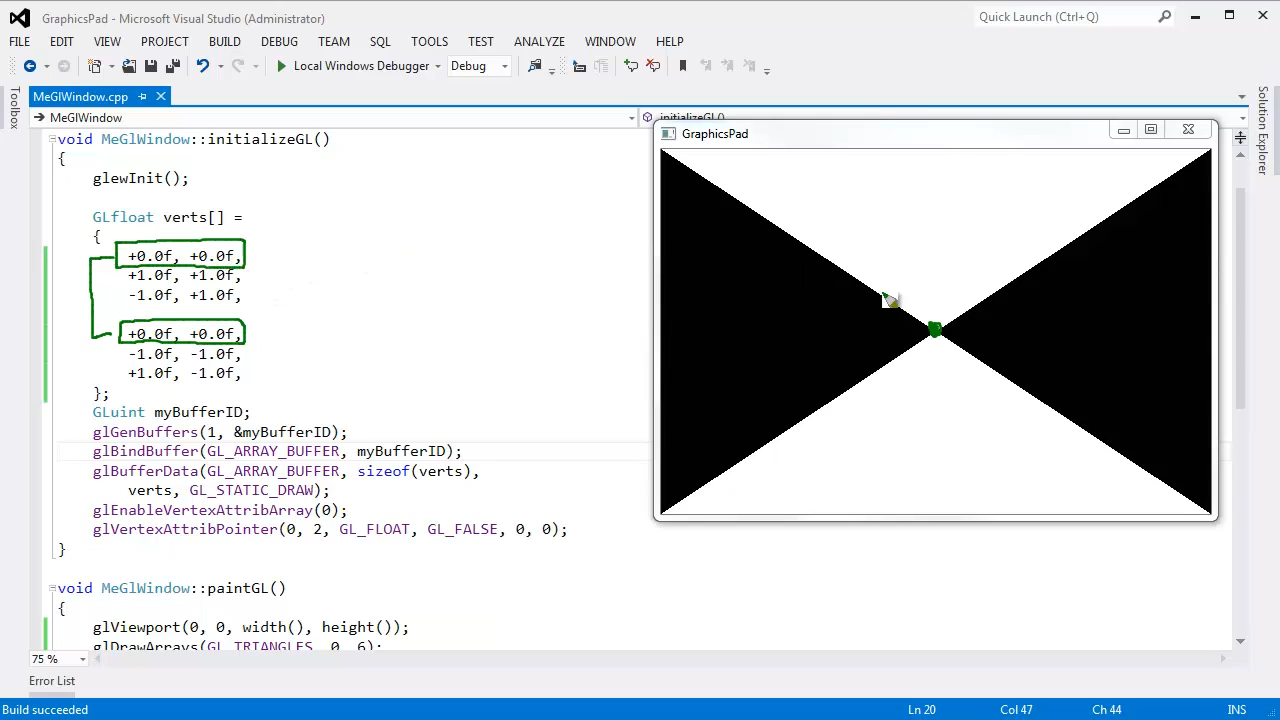 GraphicsPad - Microsoft Visual Studio (Administrator)
Quick Launch (Ctrl+Q)
FILE EDIT VIEW PROJECT BUILD DEBUG TEAM SQL TOOLS TEST ANALYZE WINDOW HELP
Local Windows Debugger Debug
Toolbox
MeGlWindow.cpp
Solution Explorer
MeGlWindow
initializeGL()
GraphicsPad
void MeGlWindow::initializeGL()
{
glewInit();
GLfloat verts[] =
{
+0.0f, +0.0f,
+1.0f, +1.0f,
-1.0f, +1.0f,
+0.0f, +0.0f,
-1.0f, -1.0f,
+1.0f, -1.0f,
};
GLuint myBufferID;
glGenBuffers(1, &myBufferID);
glBindBuffer(GL_ARRAY_BUFFER, myBufferID);
glBufferData(GL_ARRAY_BUFFER, sizeof(verts),
verts, GL_STATIC_DRAW);
glEnableVertexAttribArray(0);
glVertexAttribPointer(0, 2, GL_FLOAT, GL_FALSE, 0, 0);
}
void MeGlWindow::paintGL()
{
glViewport(0, 0, width(), height());
glDrawArrays(GL_TRIANGLES, 0, 6);
75 %
Error List
Build succeeded Ln 20 Col 47 Ch 44 INS